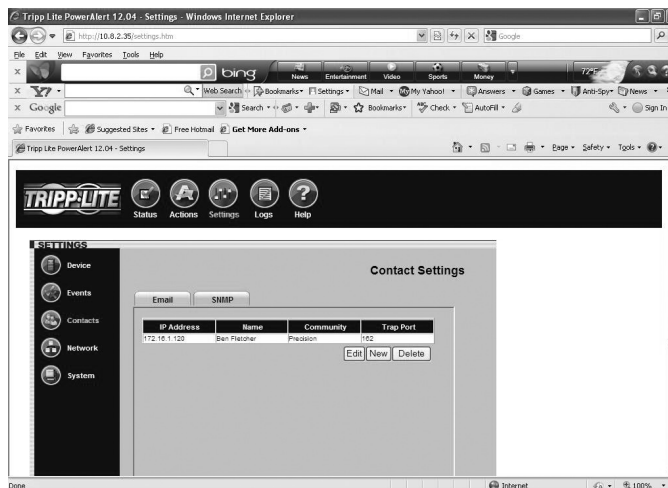 Tripp Lite PowerAlert 12.04 - Settings - Windows Internet Explorer
http://10.8.2.35/settings.htm
Google
File Edit View Favorites Tools Help
bing News Entertainment Video Sports Money 72°F
Y7 Web Search Bookmarks Settings Mail My Yahoo! Answers Games Anti-Spy News
Google Search Bookmarks Check AutoFill Sign In
Favorites Suggested Sites Free Hotmail Get More Add-ons
Tripp Lite PowerAlert 12.04 - Settings Page Safety Tools
TRIPP·LITE
Status Actions Settings Logs Help
SETTINGS
Device
Events
Contacts
Network
System
Contact Settings
Email SNMP
IP Address Name Community Trap Port
172.16.1.120 Ben Fletcher Precision 162
Edit New Delete
Done Internet 100%